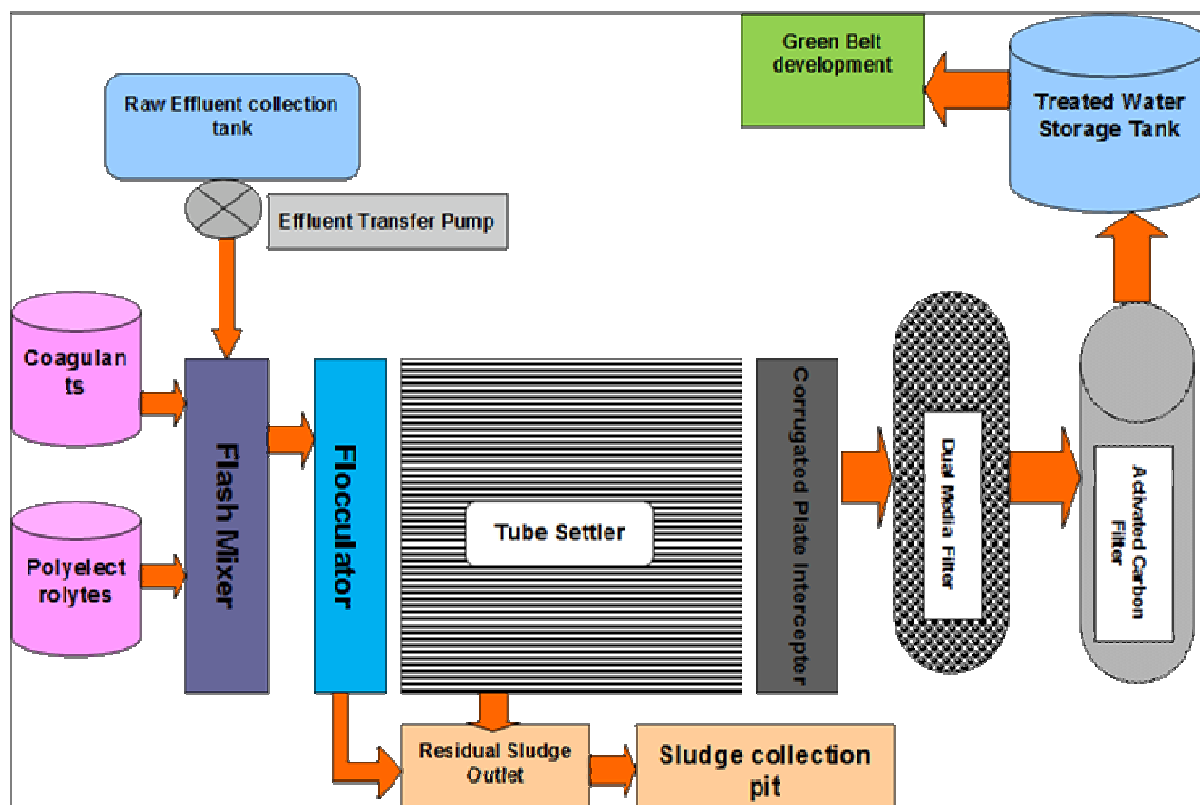 Green Belt
development
Raw Effluent collection
tank
Treated Water
Storage Tank
Effluent Transfer Pump
Coagulan
ts
Flash Mixer
Flocculator
Tube Settler
Corrugated Plate Interceptor
Dual Media Filter
Activated Carbon
Filter
Polyelect
rolytes
Residual Sludge
Outlet
Sludge collection
pit